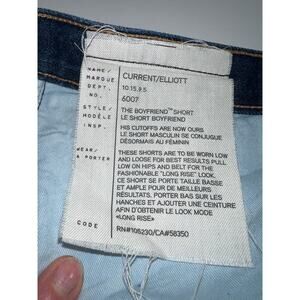 NAME/
MARQUE
CURRENT/ELLIOTT
DEPT.
NO.
10.15.9.5
6007
STYLE/
MODÈLE
THE BOYFRIEND SHORT
LE SHORT BOYFRIEND
INSP.
HIS CUTOFFS ARE NOW OURS
LE SHORT MASCULIN SE CONJUGUE
DÉSORMAIS AU FÉMININ
WEAR/
À PORTER
THESE SHORTS ARE TO BE WORN LOW
AND LOOSE FOR BEST RESULTS PULL
LOW ON HIPS AND BELT FOR THE
FASHIONABLE "LONG RISE" LOOK.
CE SHORT SE PORTE TAILLE BASSE
ET AMPLE POUR DE MEILLEURS
RÉSULTATS, PORTER BAS SUR LES
HANCHES ET AJOUTER UNE CEINTURE
AFIN D'OBTENIR LE LOOK MODE
«LONG RISE»
CODE
RN#108230/CA#58350